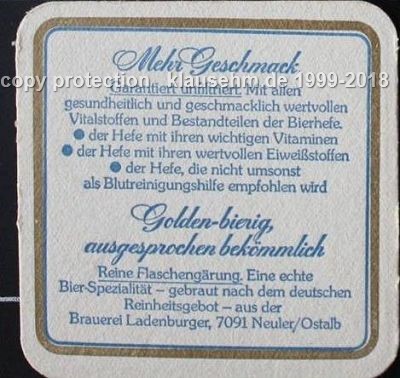 Mehr Geschmack
copy protection. klausehm.de 1999-2018
Garantiert unfiltriert. Mit allen
gesundheitlich und geschmacklich wertvollen
Vitalstoffen und Bestandteilen der Bierhefe.
● der Hefe mit ihren wichtigen Vitaminen
● der Hefe mit ihren wertvollen Eiweißstoffen
● der Hefe, die nicht umsonst
als Blutreinigungshilfe empfohlen wird
Golden-bierig,
ausgesprochen bekömmlich
Reine Flaschengärung. Eine echte
Bier-Spezialität – gebraut nach dem deutschen
Reinheitsgebot – aus der
Brauerei Ladenburger, 7091 Neuler/Ostalb